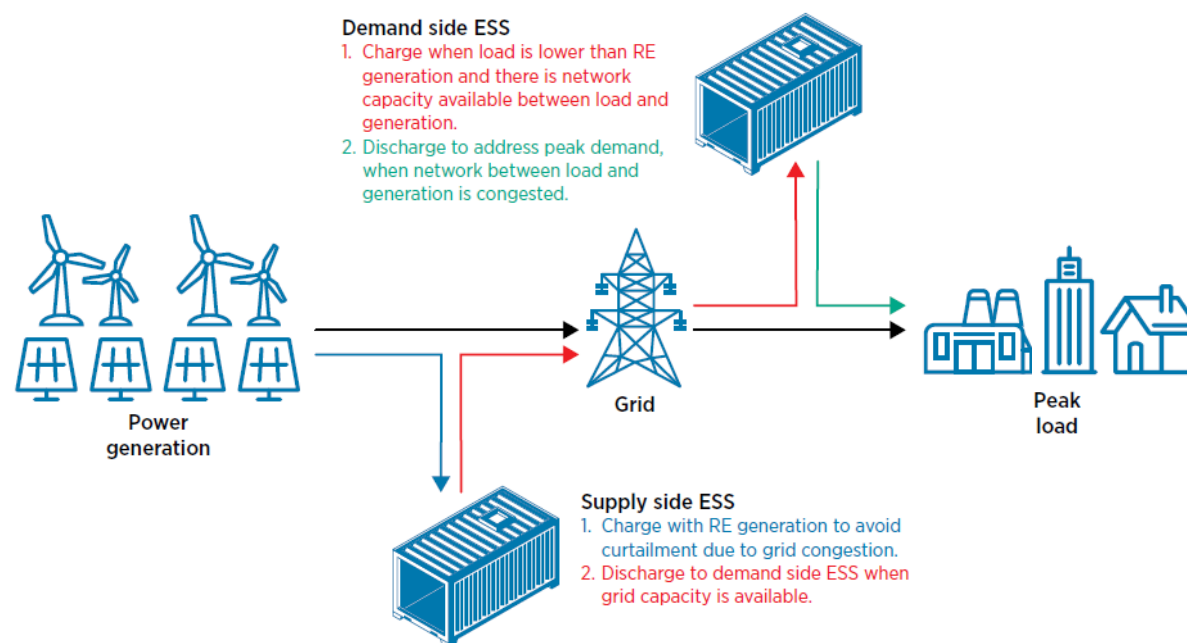 Demand side ESS
1. Charge when load is lower than RE
generation and there is network
capacity available between load and
generation.
2. Discharge to address peak demand,
when network between load and
generation is congested.
Power
generation
Grid
Peak
load
Supply side ESS
1. Charge with RE generation to avoid
curtailment due to grid congestion.
2. Discharge to demand side ESS when
grid capacity is available.